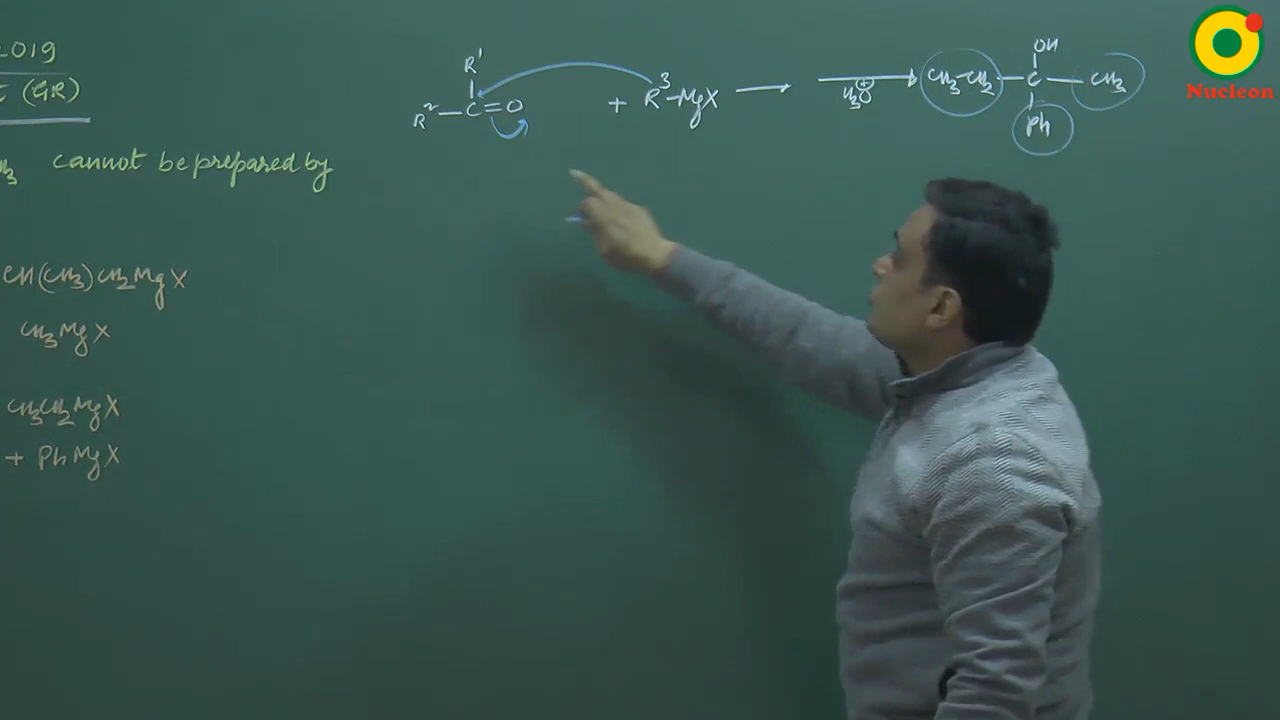 2019
(GR)
cannot be prepared by
CH(CH3)CH2MgX
CH3MgX
CH3CH2MgX
+ PhMgX
R'
R² — C = O + R³–MgX ⟶ ⟶ CH3–CH2 — C — CH3
H3O⊕
OH
Ph
Nucleon